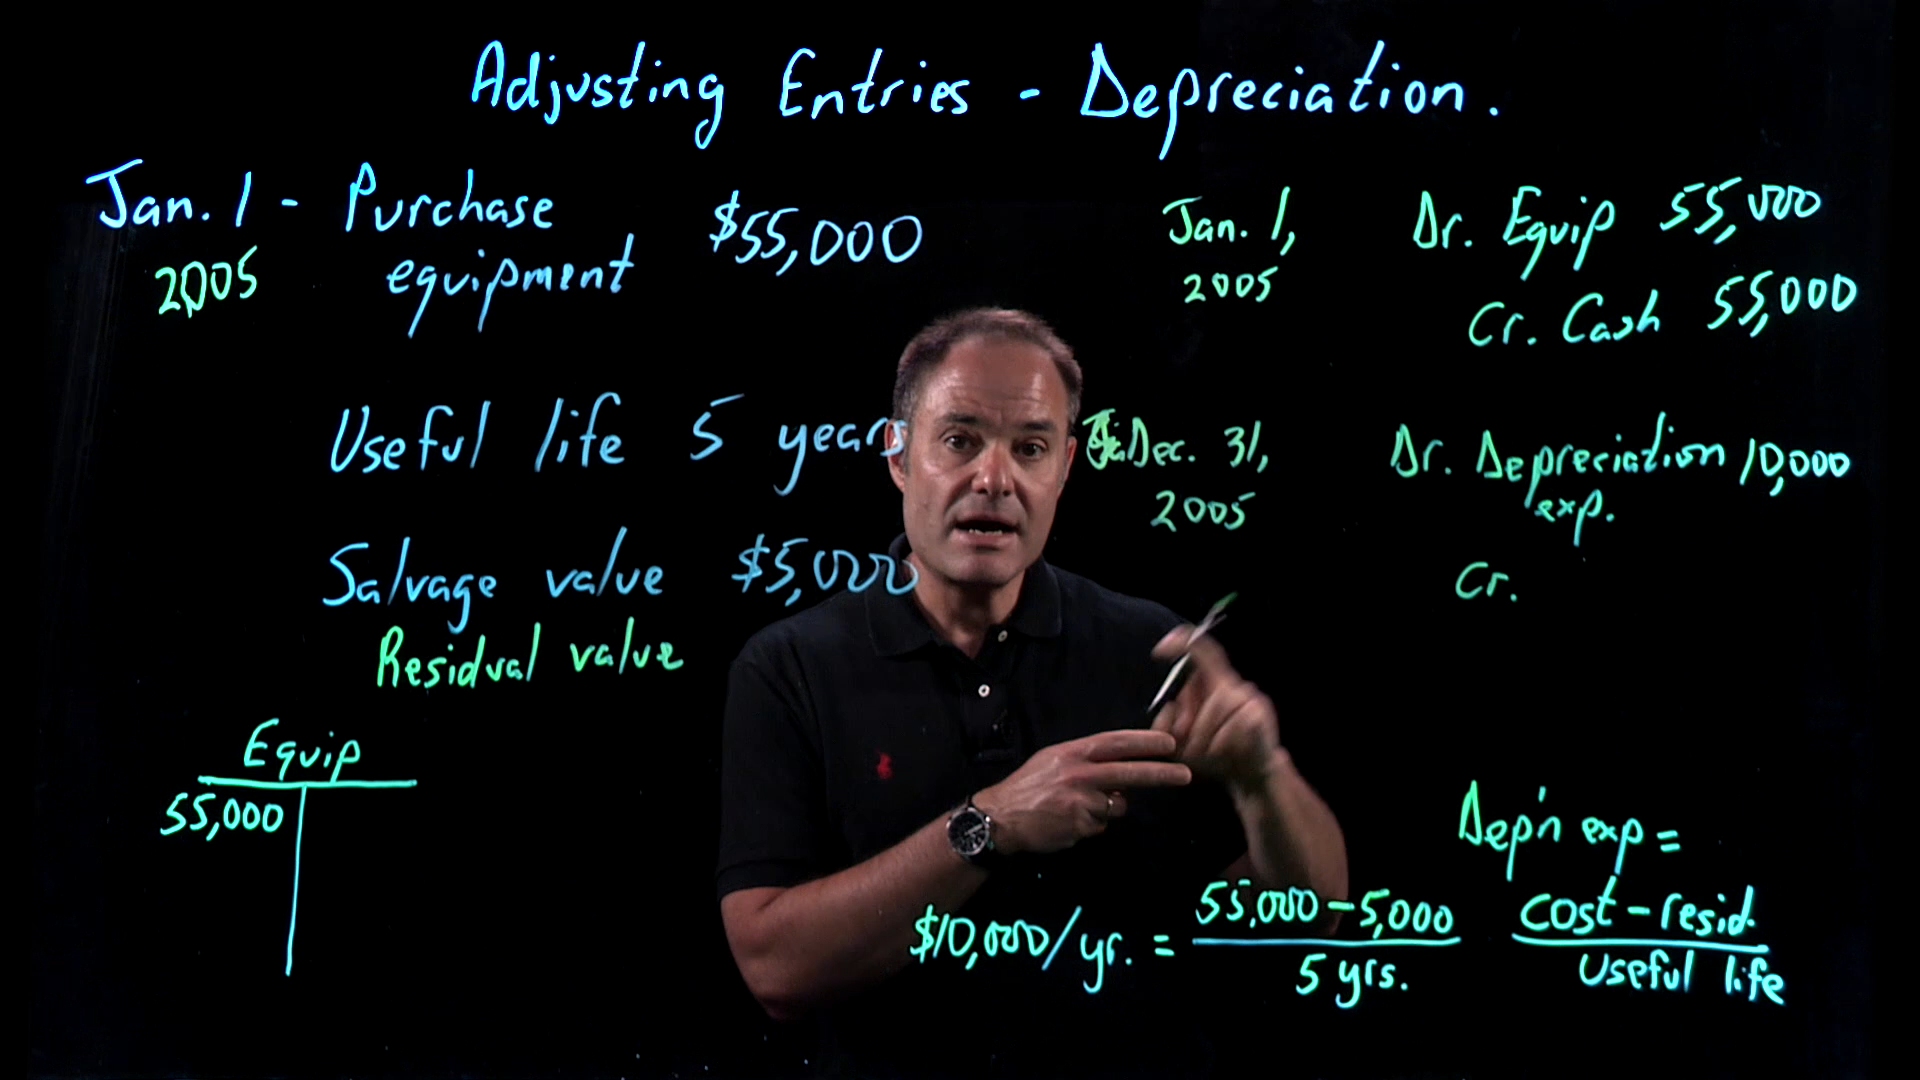 Adjusting Entries - Depreciation.
Jan. 1 - Purchase equipment $55,000
2005
Useful life 5 years
Salvage value $5,000
Residual value
Equip
55,000
Jan. 1, 2005
Dr. Equip 55,000
Cr. Cash 55,000
Dec. 31, 2005
Dr. Depreciation exp. 10,000
Cr.
Dep'n exp =
cost - resid.
useful life
$10,000/yr. = 55,000 - 5,000
5 yrs.